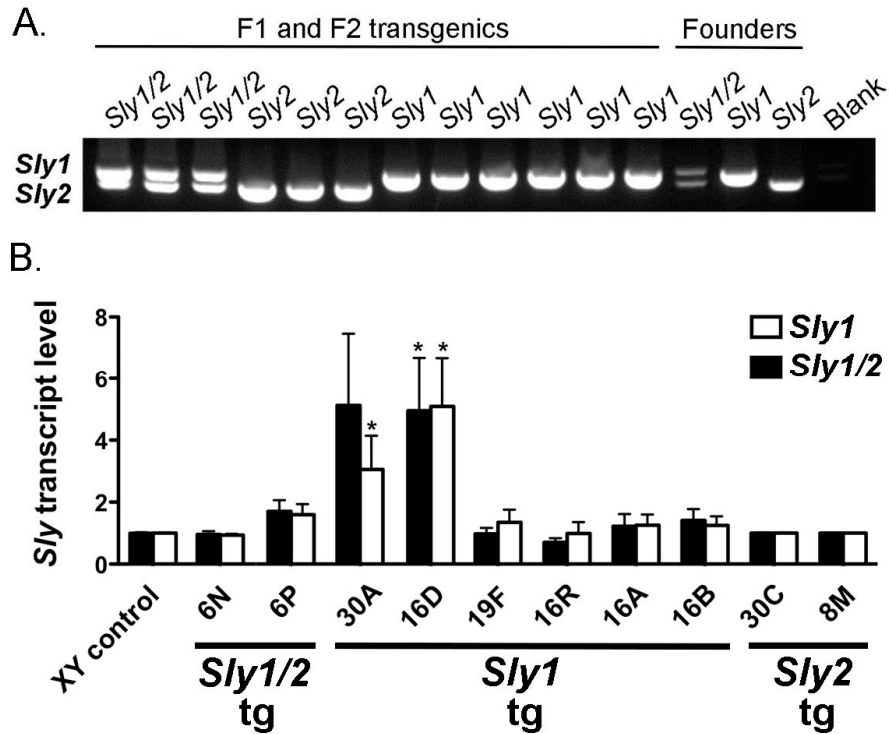 A.
F1 and F2 transgenics
Founders
Sly1/2 Sly1/2 Sly1/2 Sly2 Sly2 Sly2 Sly1 Sly1 Sly1 Sly1 Sly1 Sly1 Sly1/2 Sly1 Sly2 Blank
Sly1
Sly2
B.
Sly transcript level
8
6
4
2
0
* * *
Sly1
Sly1/2
XY control 6N 6P 30A 16D 19F 16R 16A 16B 30C 8M
Sly1/2 tg
Sly1 tg
Sly2 tg